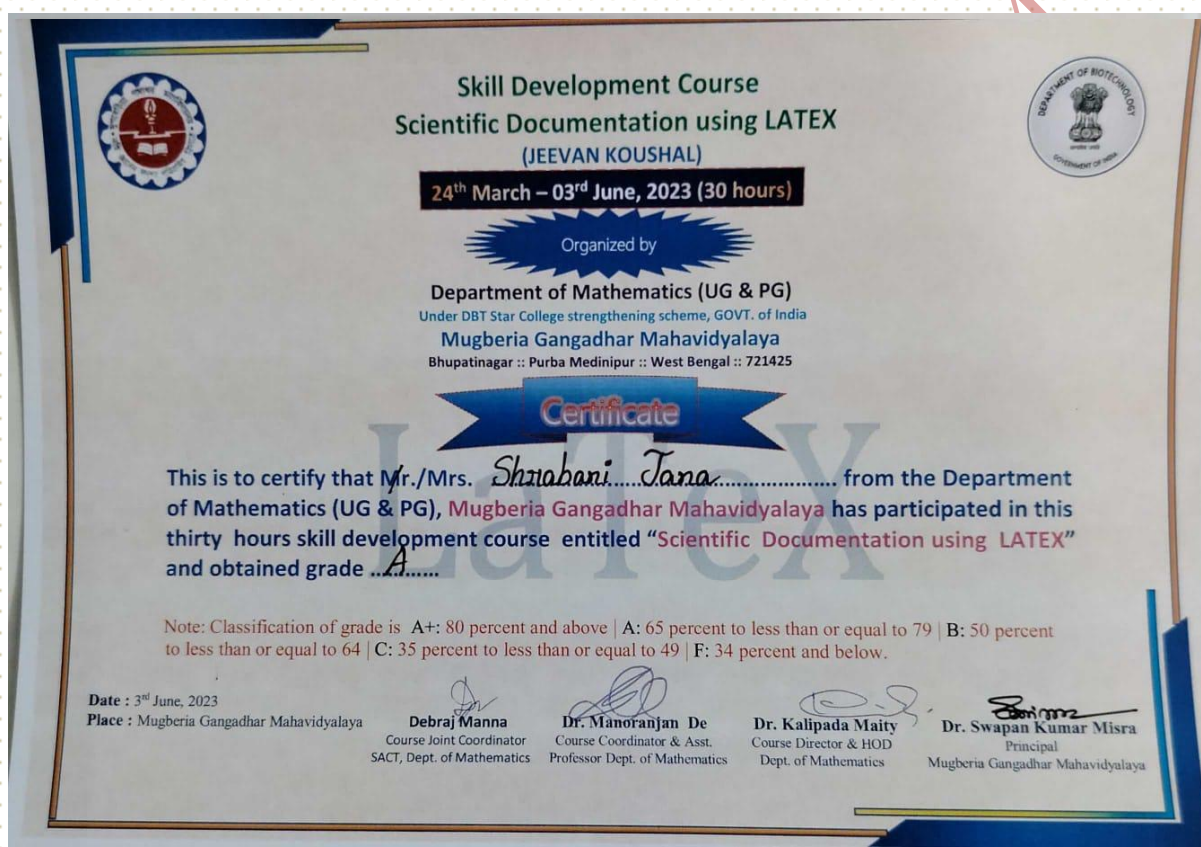 Skill Development Course
Scientific Documentation using LATEX
(JEEVAN KOUSHAL)
24th March – 03rd June, 2023 (30 hours)
Organized by
Department of Mathematics (UG & PG)
Under DBT Star College strengthening scheme, GOVT. of India
Mugberia Gangadhar Mahavidyalaya
Bhupatinagar :: Purba Medinipur :: West Bengal :: 721425
Certificate
LaTeX
This is to certify that Mr./Mrs. Shrabani Jana.................... from the Department
of Mathematics (UG & PG), Mugberia Gangadhar Mahavidyalaya has participated in this
thirty hours skill development course entitled “Scientific Documentation using LATEX”
and obtained grade ...A......
Note: Classification of grade is A+: 80 percent and above | A: 65 percent to less than or equal to 79 | B: 50 percent
to less than or equal to 64 | C: 35 percent to less than or equal to 49 | F: 34 percent and below.
Date : 3rd June, 2023
Place : Mugberia Gangadhar Mahavidyalaya
Debraj Manna
Course Joint Coordinator
SACT, Dept. of Mathematics
Dr. Manoranjan De
Course Coordinator & Asst.
Professor Dept. of Mathematics
Dr. Kalipada Maity
Course Director & HOD
Dept. of Mathematics
Dr. Swapan Kumar Misra
Principal
Mugberia Gangadhar Mahavidyalaya
DEPARTMENT OF BIOTECHNOLOGY
GOVERNMENT OF INDIA